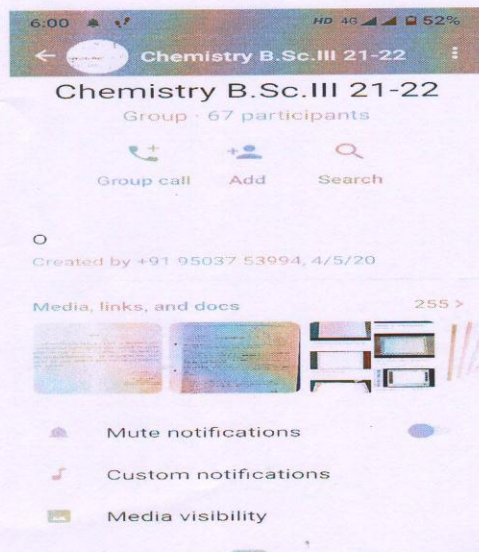 6:00 HD 4G 52%
Chemistry B.Sc.III 21-22
Chemistry B.Sc.III 21-22
Group · 67 participants
Group call Add Search
O
Created by +91 95037 53994, 4/5/20
Media, links, and docs 255 >
Mute notifications
Custom notifications
Media visibility